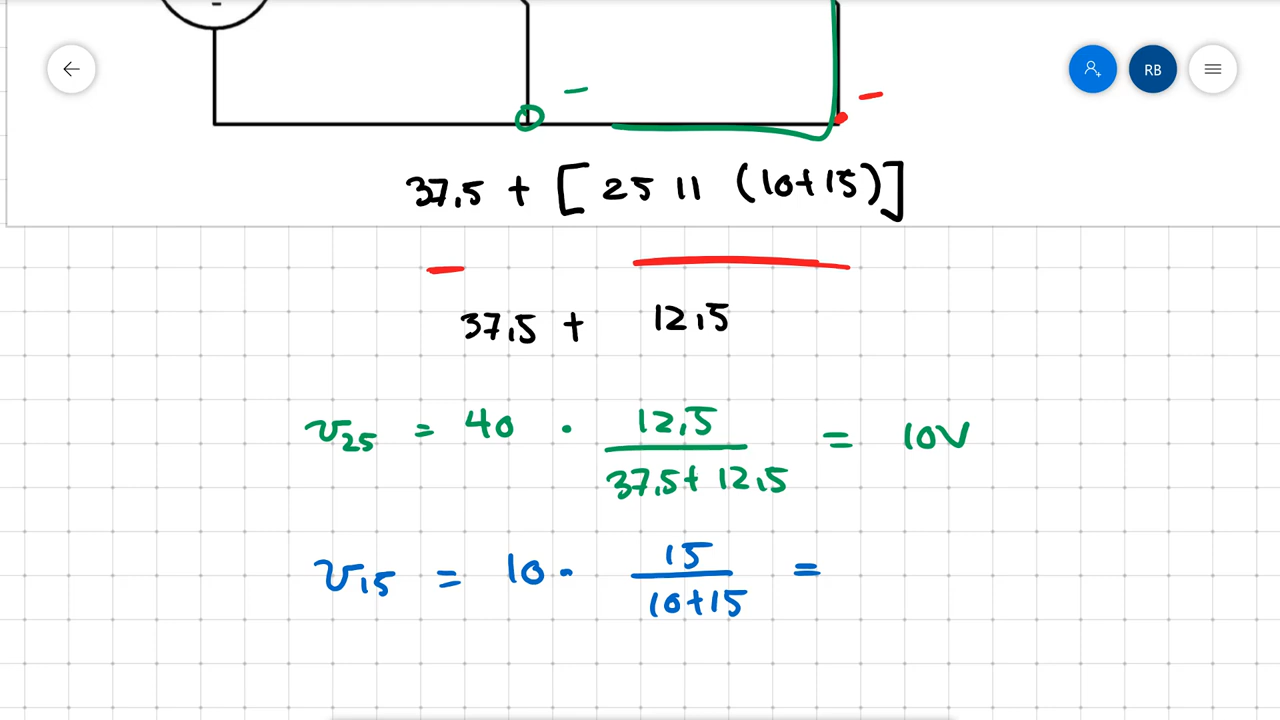 -
RB
-
-
37.5 + [ 25 || (10+15) ]
37.5 + 12.5
v25 = 40 · 12.5 / (37.5 + 12.5) = 10V
v15 = 10 · 15 / (10+15) =